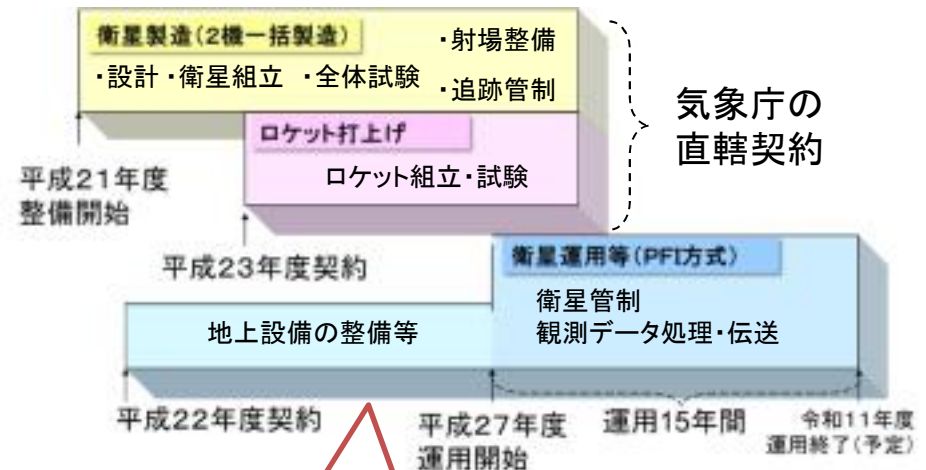 衛星製造(2機一括製造)
・設計・衛星組立 ・全体試験
・射場整備
・追跡管制
気象庁の
直轄契約
ロケット打上げ
ロケット組立・試験
平成21年度
整備開始
平成23年度契約
衛星運用等(PFI方式)
衛星管制
観測データ処理・伝送
地上設備の整備等
平成22年度契約
平成27年度
運用開始
運用15年間
令和11年度
運用終了(予定)